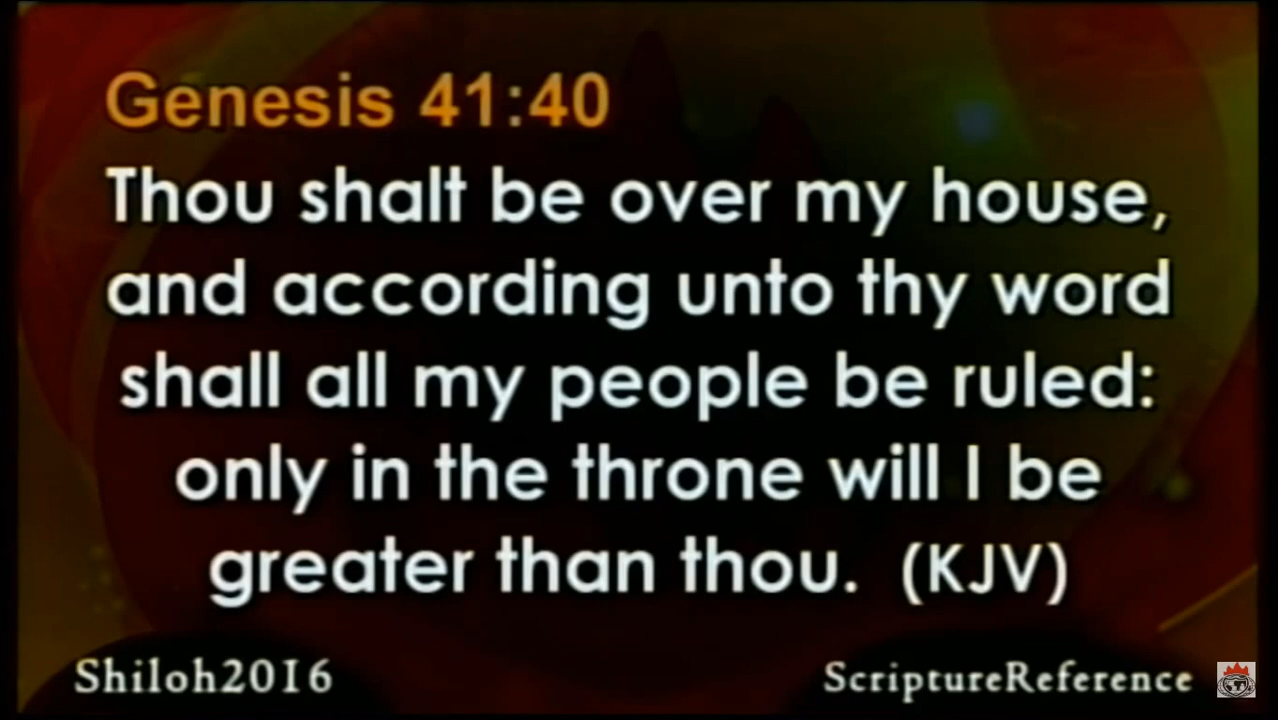 Genesis 41:40
Thou shalt be over my house,
and according unto thy word
shall all my people be ruled:
only in the throne will I be
greater than thou. (KJV)
Shiloh2016
ScriptureReference